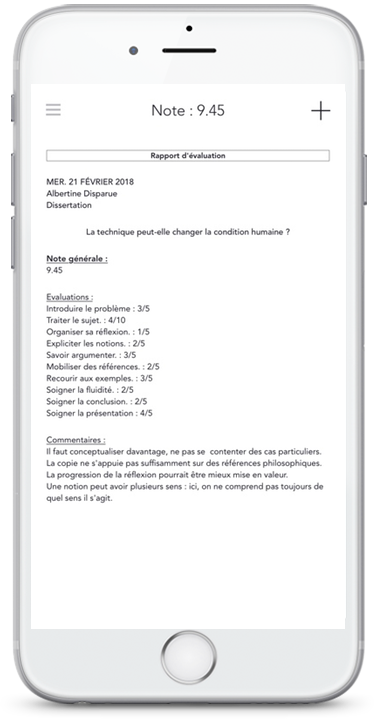 Note : 9.45
Rapport d'évaluation
MER. 21 FÉVRIER 2018
Albertine Disparue
Dissertation
La technique peut-elle changer la condition humaine ?
Note générale :
9.45
Evaluations :
Introduire le problème : 3/5
Traiter le sujet. : 4/10
Organiser sa réflexion. : 1/5
Expliciter les notions. : 2/5
Savoir argumenter. : 3/5
Mobiliser des références. : 2/5
Recourir aux exemples. : 3/5
Soigner la fluidité. : 2/5
Soigner la conclusion. : 2/5
Soigner la présentation : 4/5
Commentaires :
Il faut conceptualiser davantage, ne pas se  contenter des cas particuliers.
La copie ne s'appuie pas suffisamment sur des références philosophiques.
La progression de la réflexion pourrait être mieux mise en valeur.
Une notion peut avoir plusieurs sens : ici, on ne comprend pas toujours de
quel sens il s'agit.